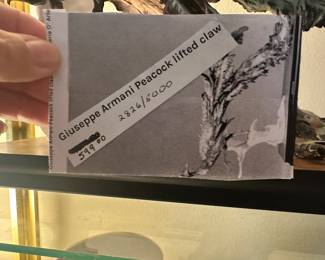 Giuseppe Armani Peacock lifted claw
2826/5000
599 00